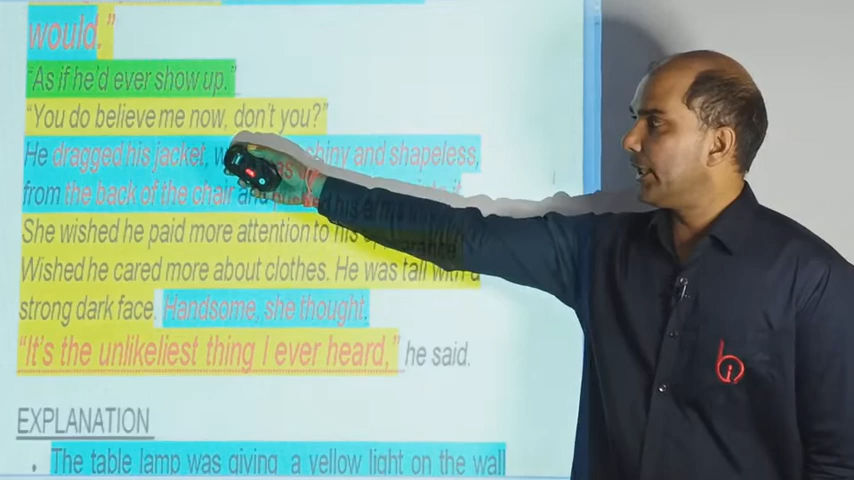 would."
"As if he'd ever show up."
"You do believe me now, don't you?"
He dragged his jacket, shiny and shapeless,
from the back of the chair and
She wished he paid more attention to his
Wished he cared more about clothes. He was tall with a
strong dark face. Handsome, she thought.
"It's the unlikeliest thing I ever heard," he said.
EXPLANATION
• The table lamp was giving a yellow light on the wall
bi